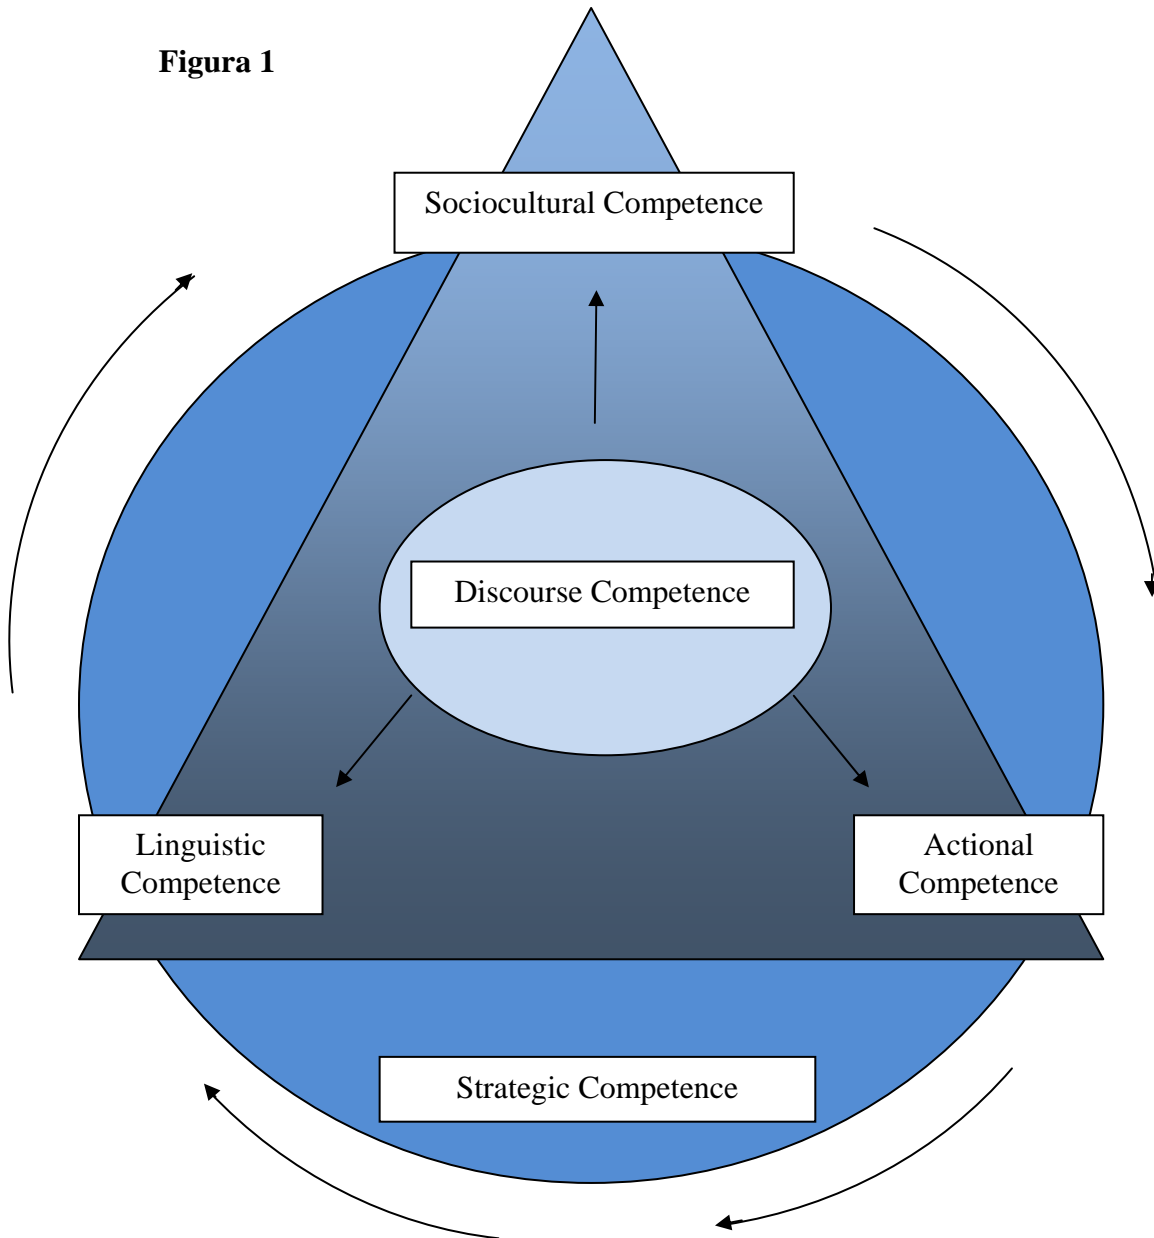 Figura 1
Sociocultural Competence
Discourse Competence
Linguistic
Competence
Actional
Competence
Strategic Competence